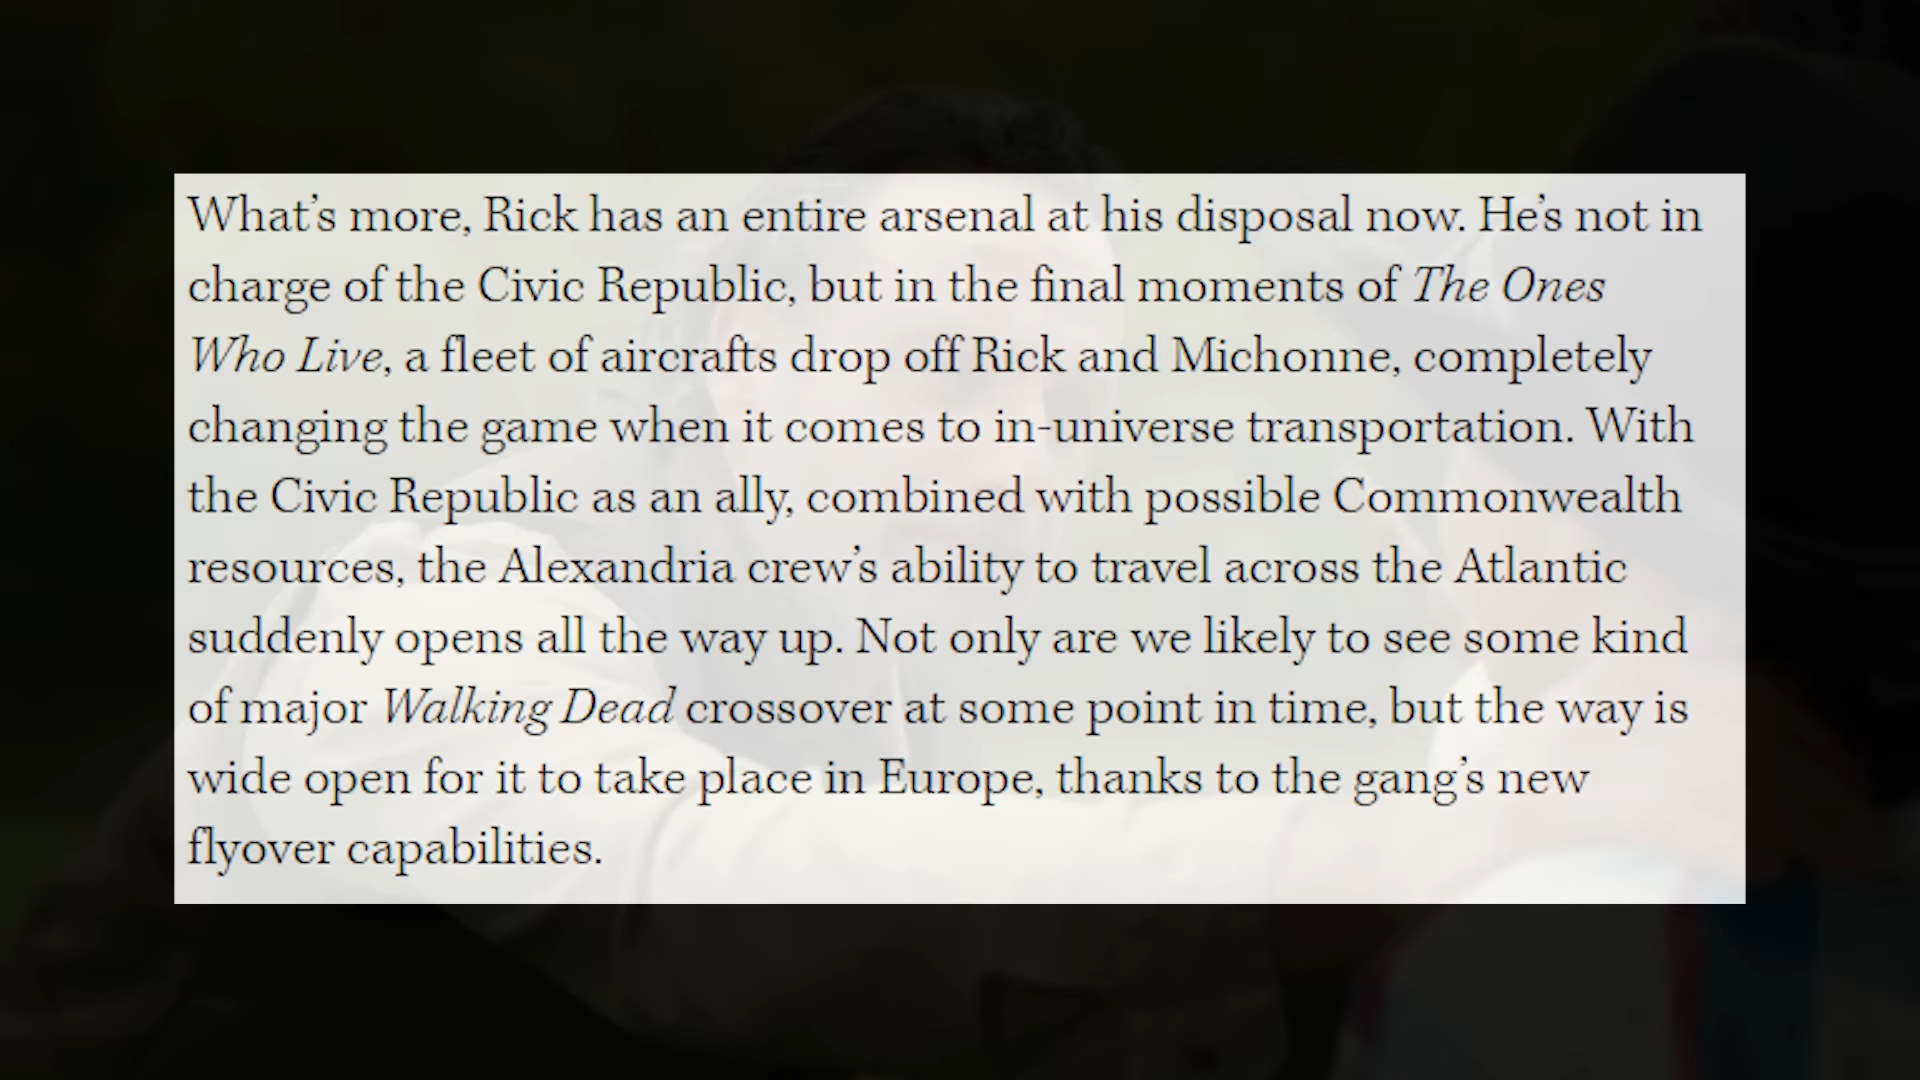 What’s more, Rick has an entire arsenal at his disposal now. He’s not in
charge of the Civic Republic, but in the final moments of The Ones
Who Live, a fleet of aircrafts drop off Rick and Michonne, completely
changing the game when it comes to in-universe transportation. With
the Civic Republic as an ally, combined with possible Commonwealth
resources, the Alexandria crew’s ability to travel across the Atlantic
suddenly opens all the way up. Not only are we likely to see some kind
of major Walking Dead crossover at some point in time, but the way is
wide open for it to take place in Europe, thanks to the gang’s new
flyover capabilities.